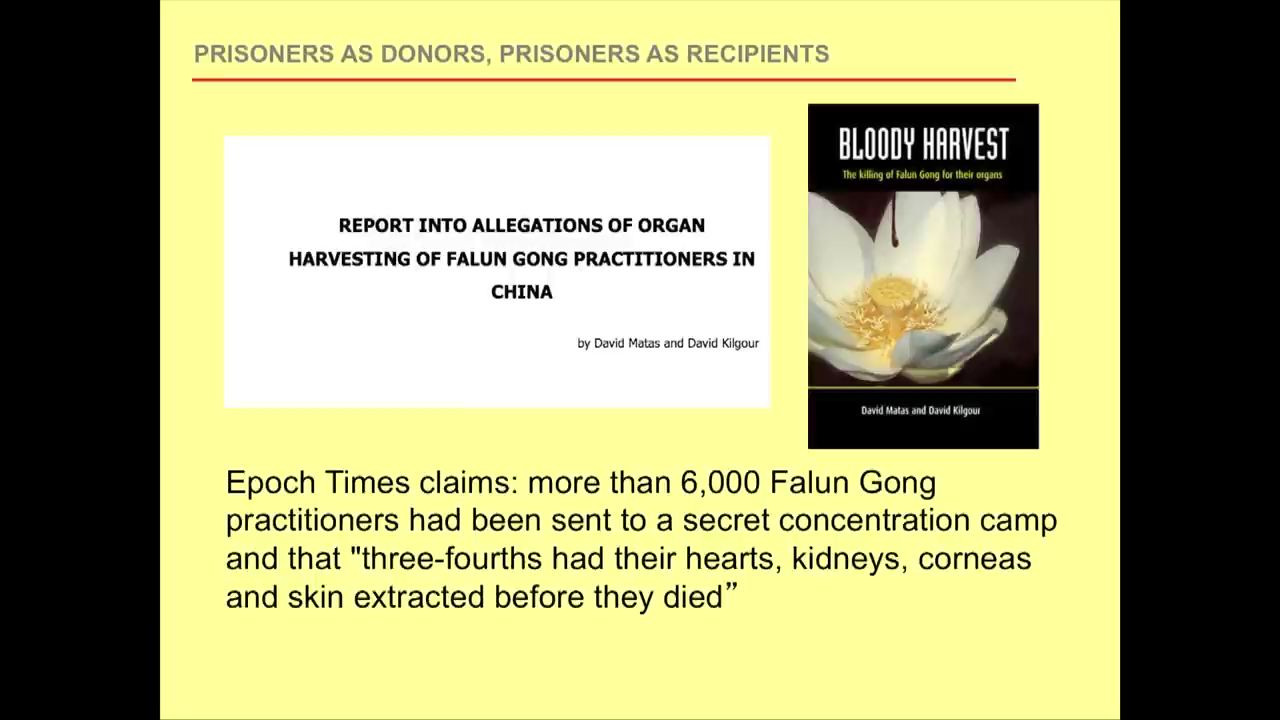 PRISONERS AS DONORS, PRISONERS AS RECIPIENTS
REPORT INTO ALLEGATIONS OF ORGAN
HARVESTING OF FALUN GONG PRACTITIONERS IN
CHINA
by David Matas and David Kilgour
BLOODY HARVEST
The killing of Falun Gong for their organs
David Matas and David Kilgour
Epoch Times claims: more than 6,000 Falun Gong
practitioners had been sent to a secret concentration camp
and that "three-fourths had their hearts, kidneys, corneas
and skin extracted before they died”